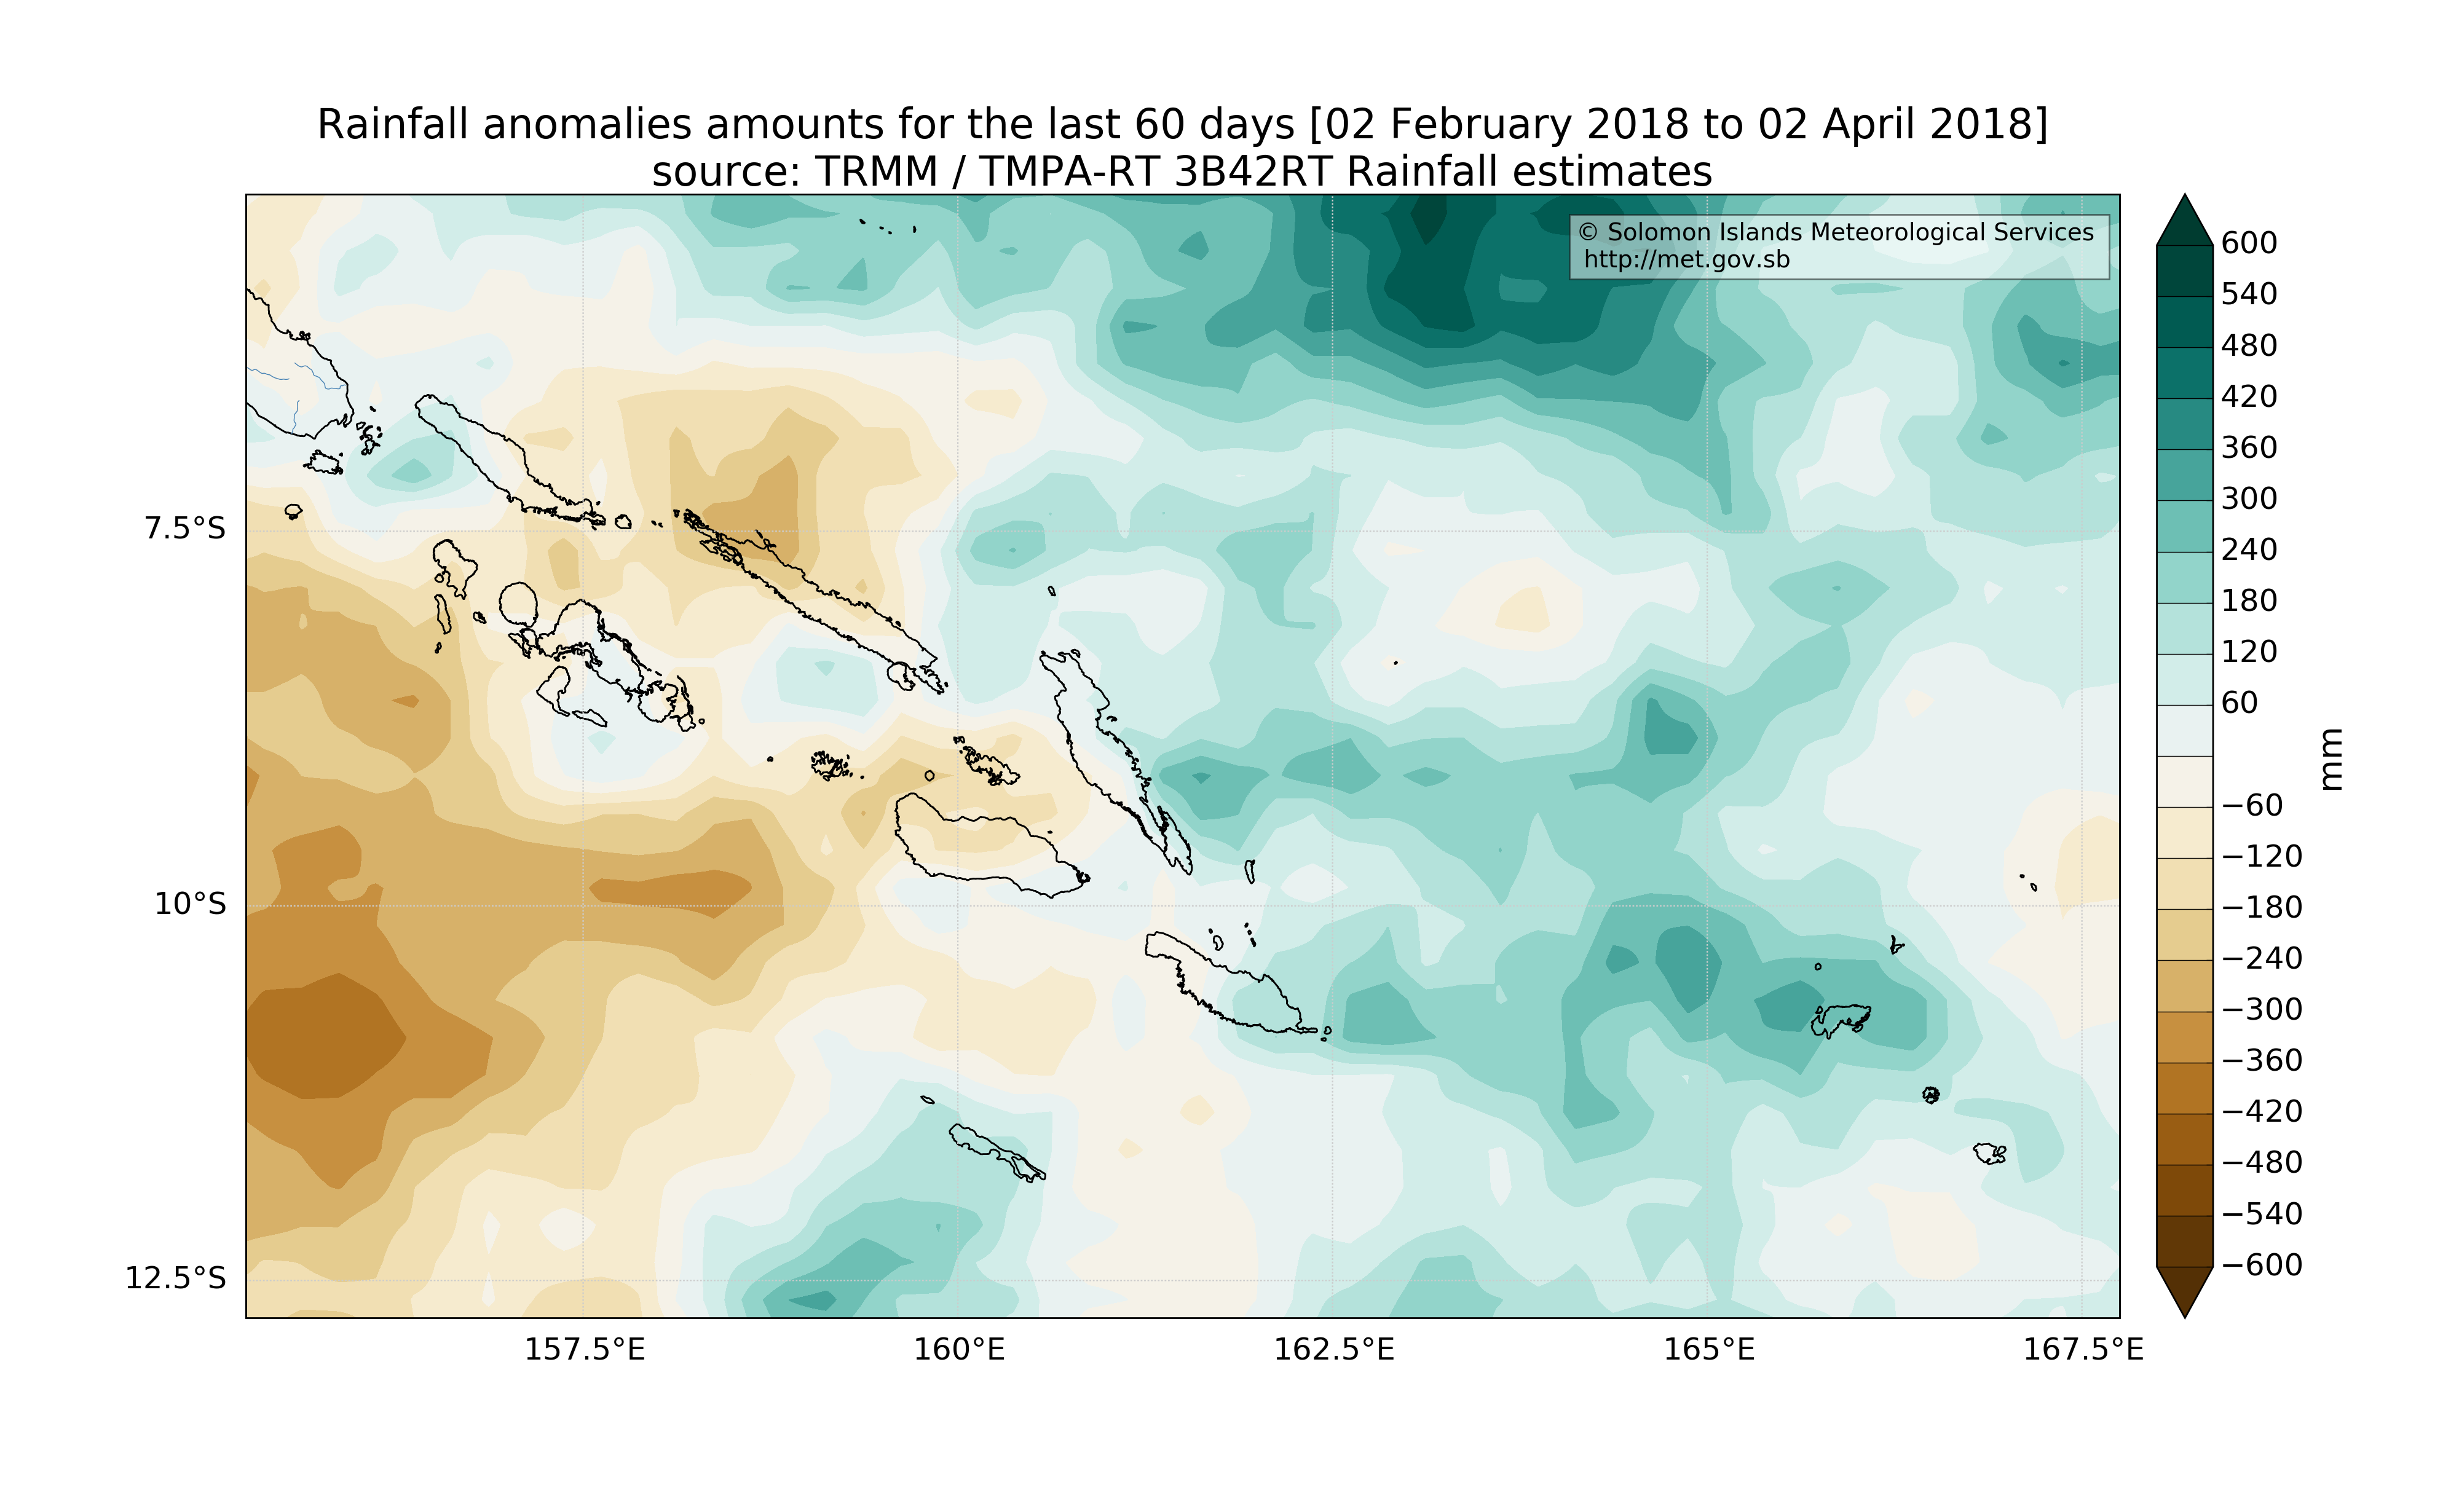 Rainfall anomalies amounts for the last 60 days [02 February 2018 to 02 April 2018]
source: TRMM / TMPA-RT 3B42RT Rainfall estimates
© Solomon Islands Meteorological Services
http://met.gov.sb
7.5°S
10°S
12.5°S
157.5°E
160°E
162.5°E
165°E
167.5°E
600
540
480
420
360
300
240
180
120
60
−60
−120
−180
−240
−300
−360
−420
−480
−540
−600
mm